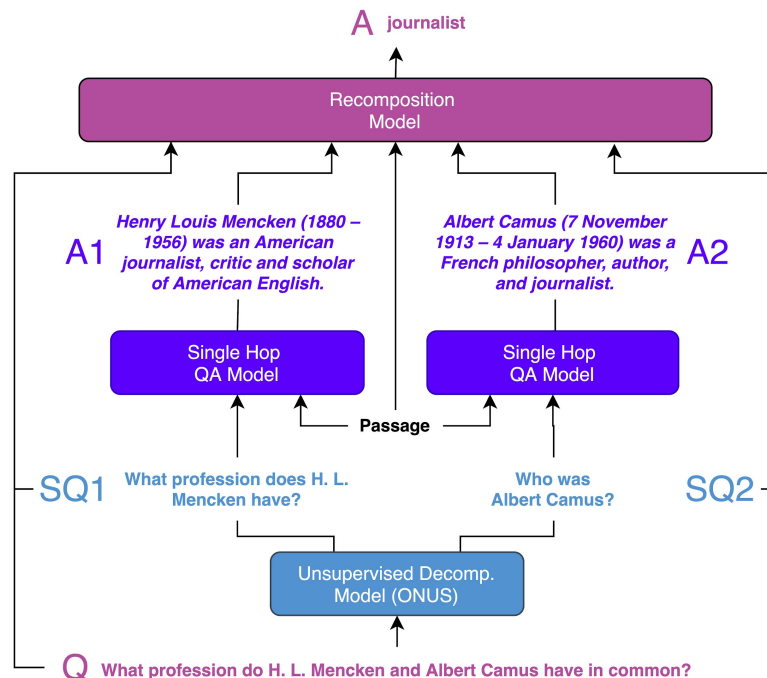 A journalist
Recomposition
Model
A1
Henry Louis Mencken (1880 –
1956) was an American
journalist, critic and scholar
of American English.
Albert Camus (7 November
1913 – 4 January 1960) was a
French philosopher, author,
and journalist.
A2
Single Hop
QA Model
Single Hop
QA Model
Passage
SQ1
What profession does H. L.
Mencken have?
Who was
Albert Camus?
SQ2
Unsupervised Decomp.
Model (ONUS)
Q What profession do H. L. Mencken and Albert Camus have in common?